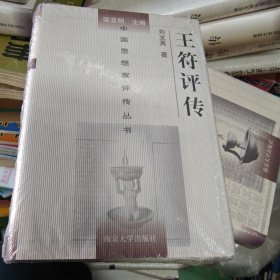 匡亚明 主编
中国思想家评传丛书
刘文英 著
王符评传
南京大学出版社